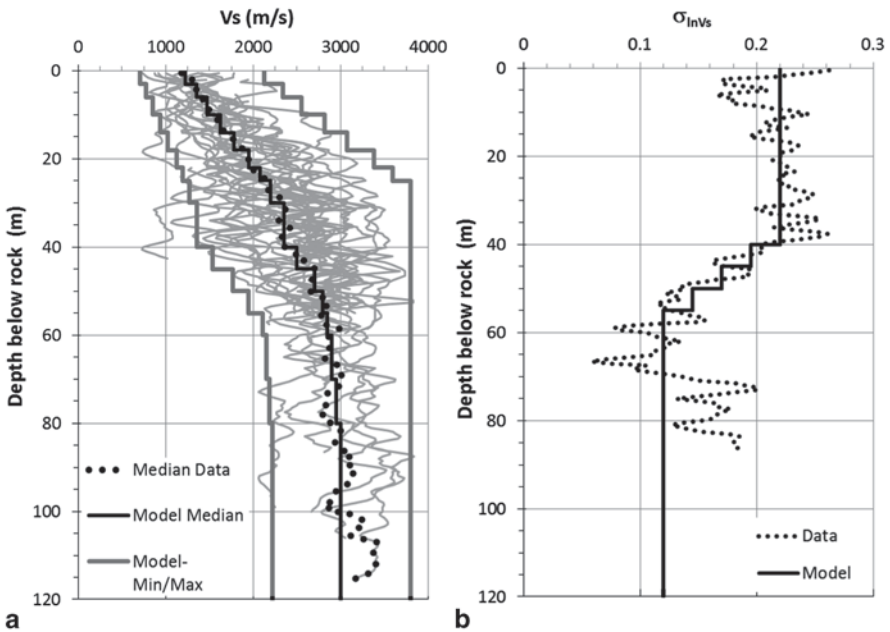 Vs (m/s)
0 1000 2000 3000 4000
0
20
40
60
80
100
120
Depth below rock (m)
Median Data
Model Median
Model-
Min/Max
a
σlnVs
0 0.1 0.2 0.3
0
20
40
60
80
100
120
Depth below rock (m)
Data
Model
b